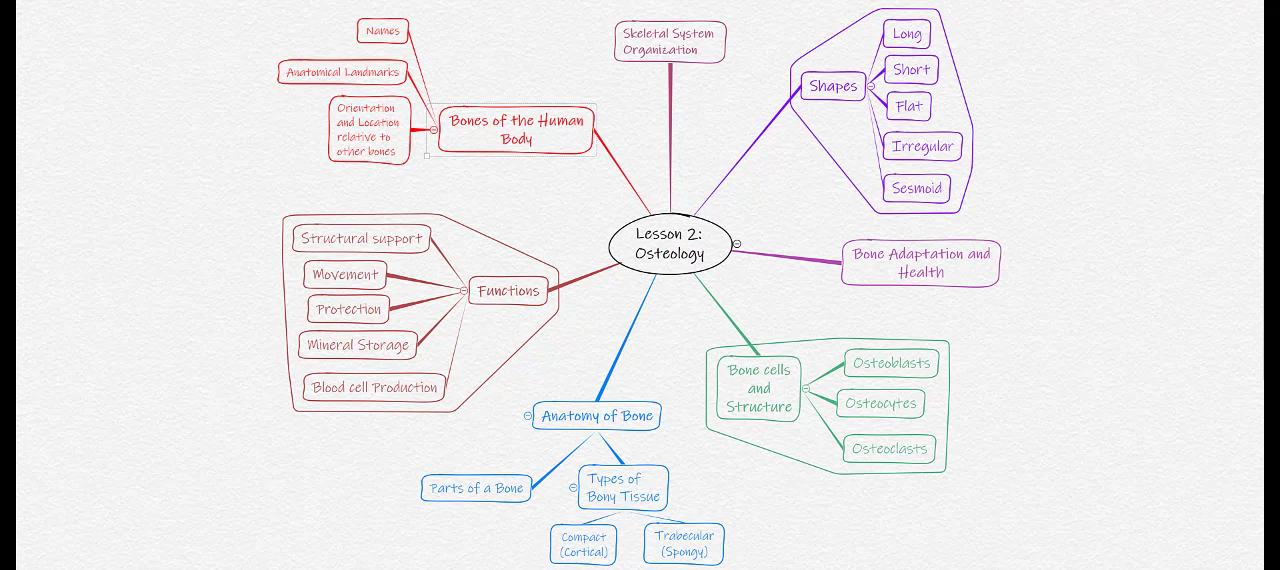 Lesson 2:
Osteology
Bones of the Human
Body
Names
Anatomical Landmarks
Orientation
and Location
relative to
other bones
Skeletal System
Organization
Shapes
Long
Short
Flat
Irregular
Sesmoid
Bone Adaptation and
Health
Bone cells
and
Structure
Osteoblasts
Osteocytes
Osteoclasts
Anatomy of Bone
Parts of a Bone
Types of
Bony Tissue
Compact
(Cortical)
Trabecular
(Spongy)
Functions
Structural support
Movement
Protection
Mineral Storage
Blood cell Production